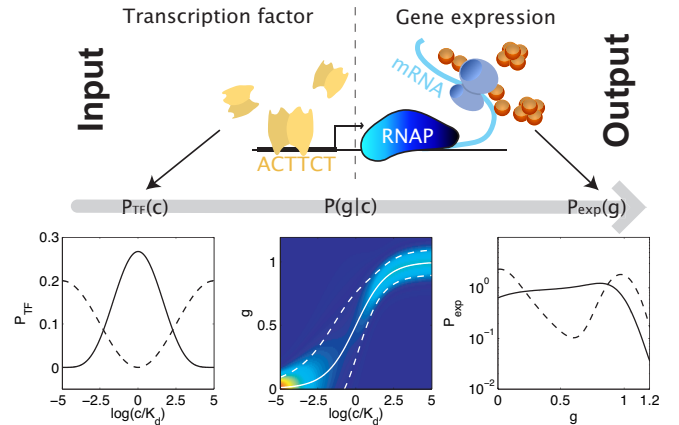 Transcription factor
Gene expression
Input
Output
mRNA
RNAP
ACTTCT
P_TF(c)
P(g|c)
P_exp(g)
0.3
0.2
0.1
0
P_TF
-5 -2.5 0 2.5 5
log(c/K_d)
1
0.5
0
g
-5 -2.5 0 2.5 5
log(c/K_d)
10^0
10^-1
10^-2
P_exp
0 0.5 1 1.2
g